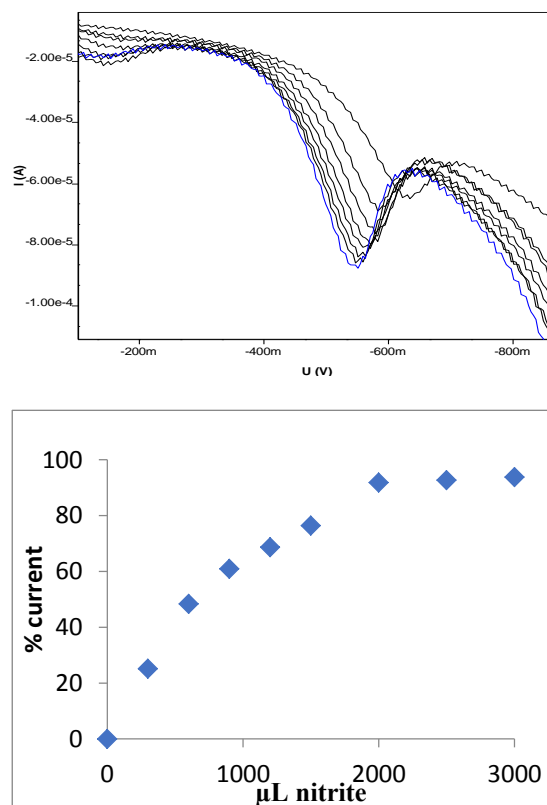 -2.00e-5
-4.00e-5
-6.00e-5
-8.00e-5
-1.00e-4
I (A)
-200m -400m -600m -800m
U (V)
100
80
60
40
20
0
% current
0 1000 2000 3000
µL nitrite